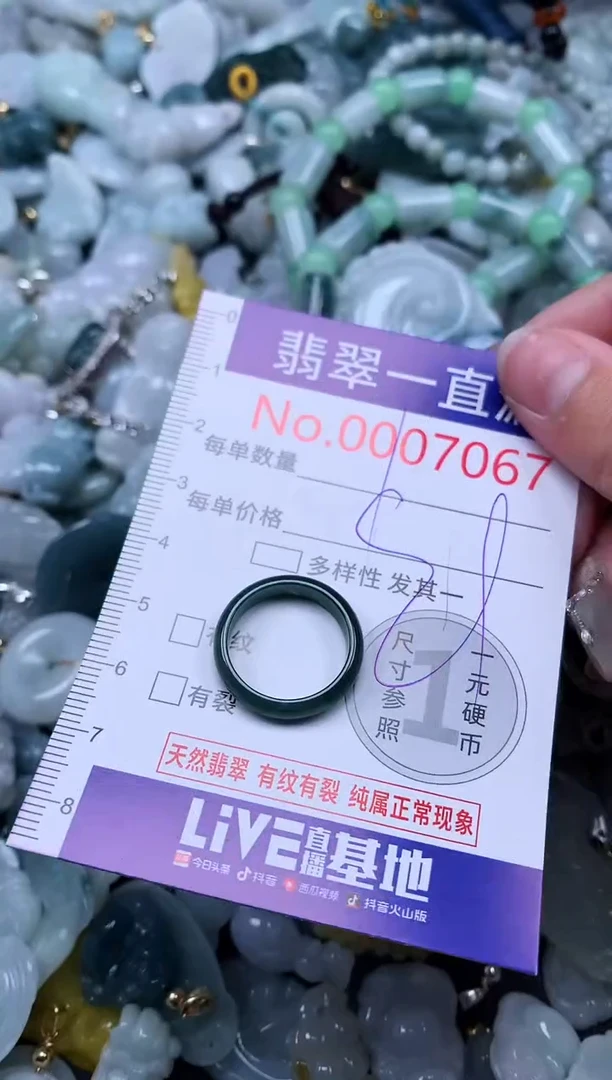 0
1
2
3
4
5
6
7
8
翡翠一直
No.0007067
每单数量
每单价格
51
多样性 发其一
有纹
有裂
尺寸参照
1
一元硬币
天然翡翠 有纹有裂 纯属正常现象
LiVE直播基地
今日头条 抖音 西瓜视频 抖音火山版